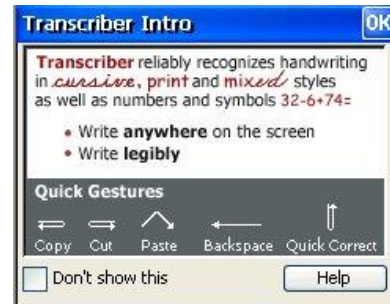 Transcriber Intro OK
Transcriber reliably recognizes handwriting
in cursive, print and mixed styles
as well as numbers and symbols 32-6+74=
• Write anywhere on the screen
• Write legibly
Quick Gestures
Copy Cut Paste Backspace Quick Correct
Don't show this Help